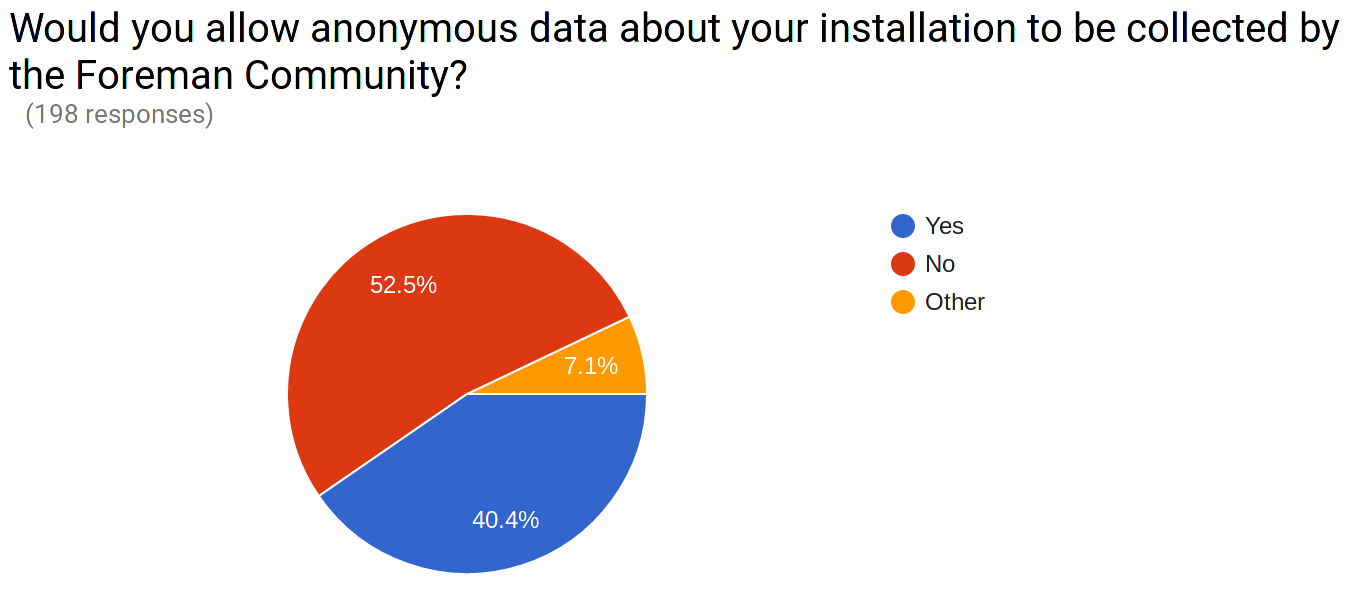 Would you allow anonymous data about your installation to be collected by
the Foreman Community?
(198 responses)
Yes
No
Other
52.5%
7.1%
40.4%